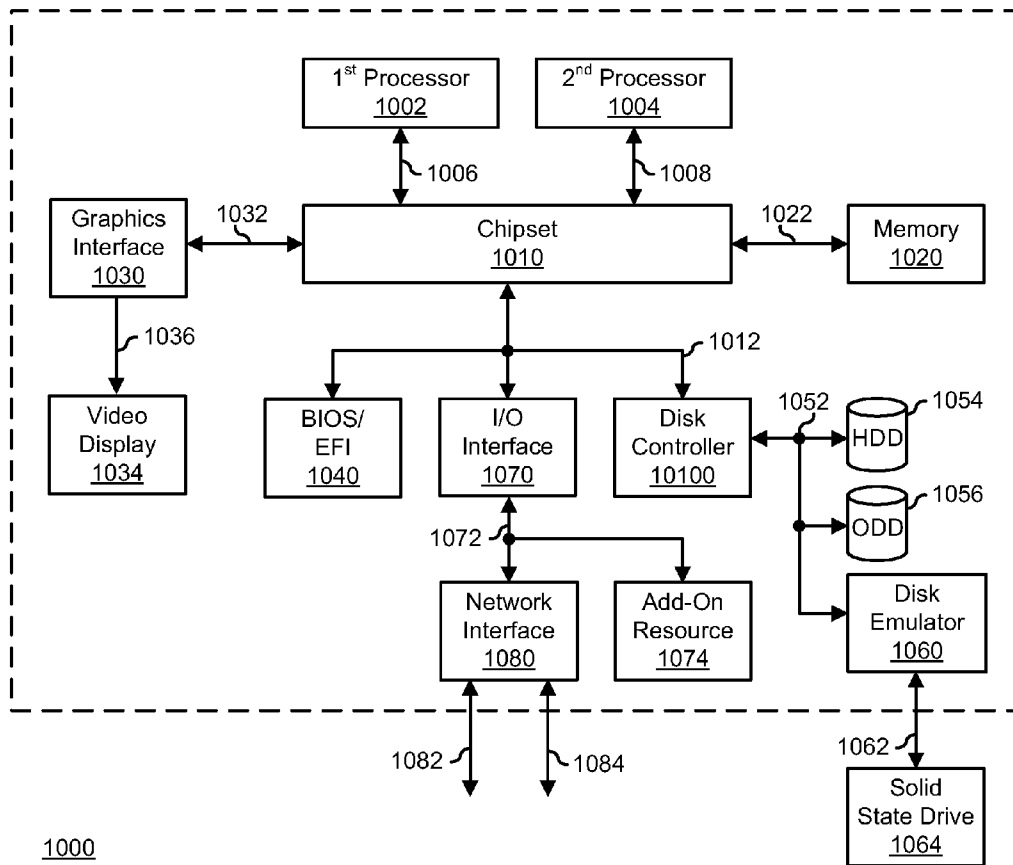 1st Processor
1002
2nd Processor
1004
1006
1008
Graphics
Interface
1030
1032
Chipset
1010
1022
Memory
1020
1036
1012
Video
Display
1034
BIOS/
EFI
1040
I/O
Interface
1070
Disk
Controller
10100
1052
1054
HDD
1056
ODD
1072
Network
Interface
1080
Add-On
Resource
1074
Disk
Emulator
1060
1082
1084
1062
Solid
State Drive
1064
1000